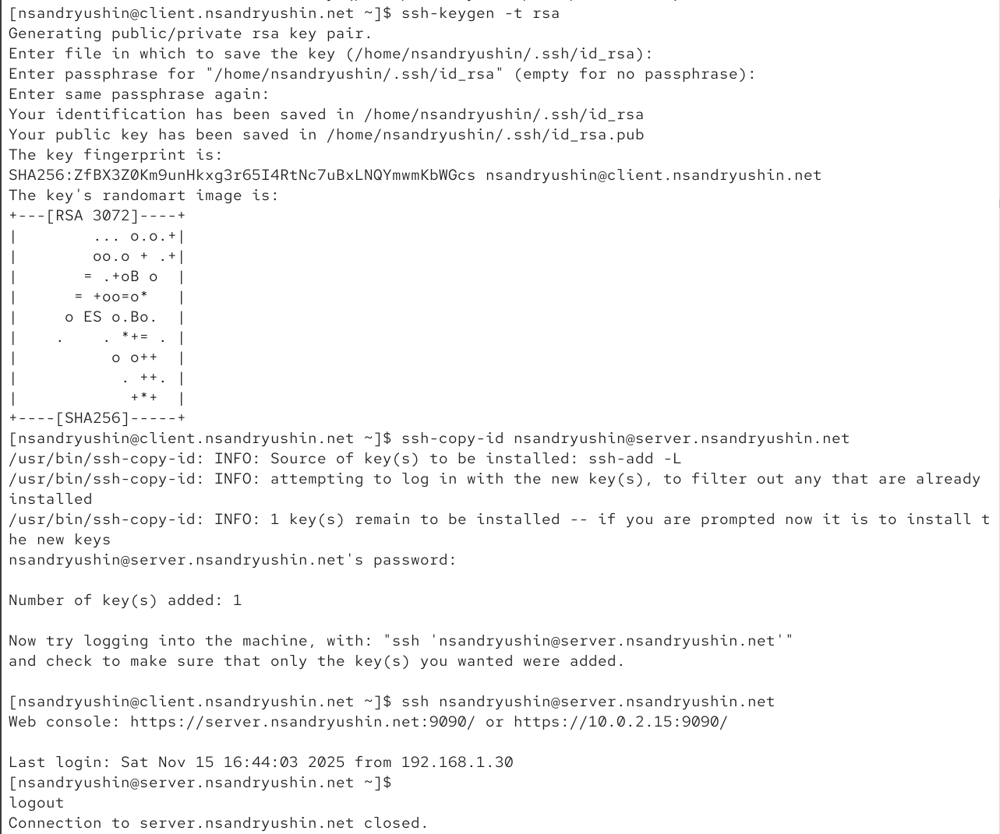 [nsandryushin@client.nsandryushin.net ~]$ ssh-keygen -t rsa
Generating public/private rsa key pair.
Enter file in which to save the key (/home/nsandryushin/.ssh/id_rsa):
Enter passphrase for "/home/nsandryushin/.ssh/id_rsa" (empty for no passphrase):
Enter same passphrase again:
Your identification has been saved in /home/nsandryushin/.ssh/id_rsa
Your public key has been saved in /home/nsandryushin/.ssh/id_rsa.pub
The key fingerprint is:
SHA256:ZfBX3Z0Km9unHkxg3r65I4RtNc7uBxLNQYmwmKbWGcs nsandryushin@client.nsandryushin.net
The key's randomart image is:
+---[RSA 3072]----+
|        ... o.o.+|
|        oo.o + .+|
|       = .+oB o  |
|      = +oo=o*   |
|     o ES o.Bo.  |
|    .    . *+= . |
|          o o++  |
|           . ++. |
|            +*+  |
+----[SHA256]-----+
[nsandryushin@client.nsandryushin.net ~]$ ssh-copy-id nsandryushin@server.nsandryushin.net
/usr/bin/ssh-copy-id: INFO: Source of key(s) to be installed: ssh-add -L
/usr/bin/ssh-copy-id: INFO: attempting to log in with the new key(s), to filter out any that are already
installed
/usr/bin/ssh-copy-id: INFO: 1 key(s) remain to be installed -- if you are prompted now it is to install t
he new keys
nsandryushin@server.nsandryushin.net's password:

Number of key(s) added: 1

Now try logging into the machine, with: "ssh 'nsandryushin@server.nsandryushin.net'"
and check to make sure that only the key(s) you wanted were added.

[nsandryushin@client.nsandryushin.net ~]$ ssh nsandryushin@server.nsandryushin.net
Web console: https://server.nsandryushin.net:9090/ or https://10.0.2.15:9090/

Last login: Sat Nov 15 16:44:03 2025 from 192.168.1.30
[nsandryushin@server.nsandryushin.net ~]$
logout
Connection to server.nsandryushin.net closed.